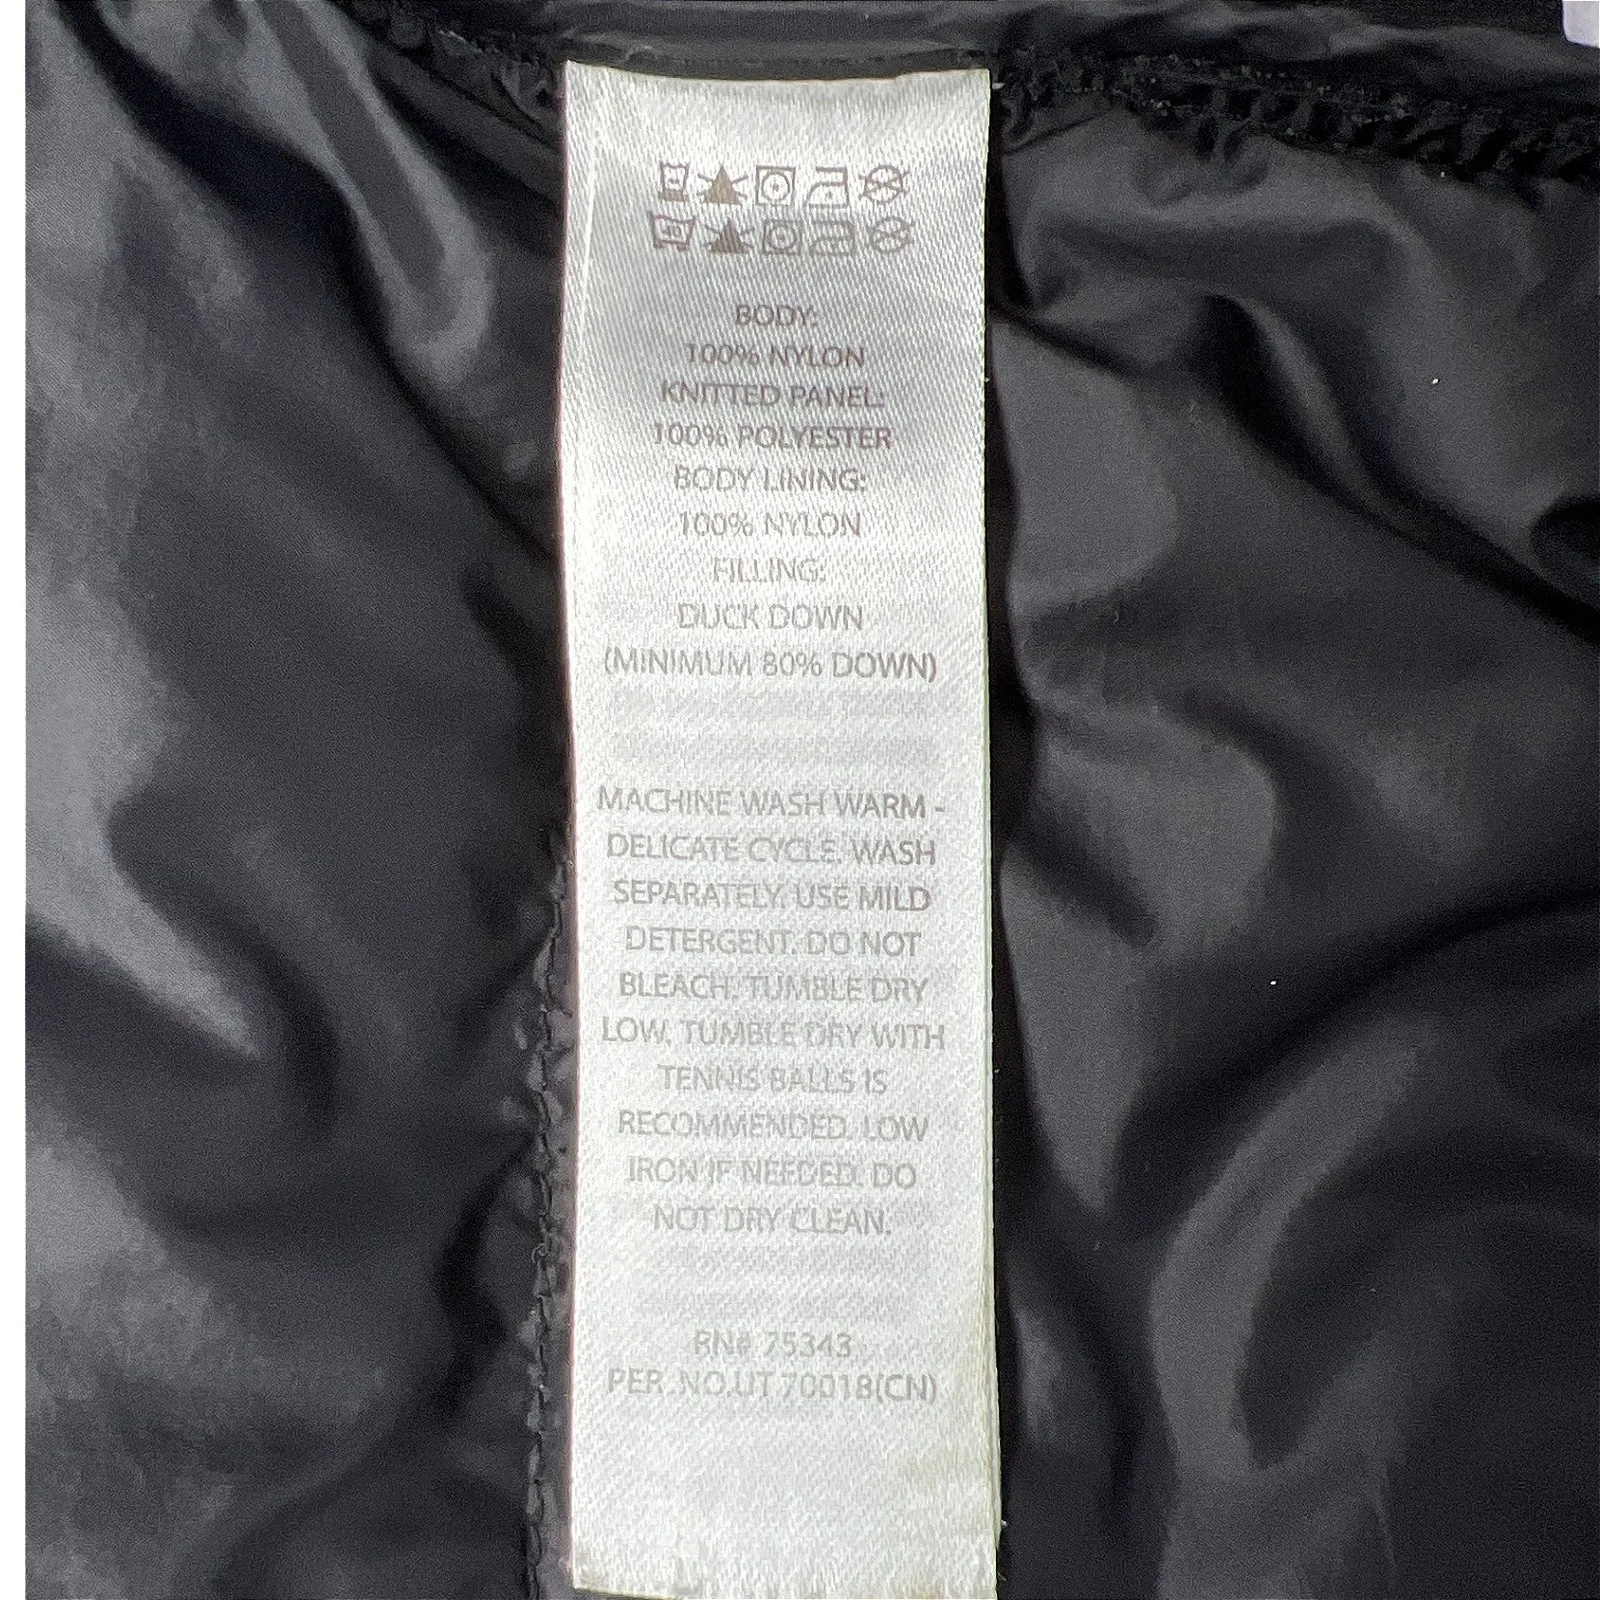 BODY:
100% NYLON
KNITTED PANEL:
100% POLYESTER
BODY LINING:
100% NYLON
FILLING:
DUCK DOWN
(MINIMUM 80% DOWN)
MACHINE WASH WARM -
DELICATE CYCLE. WASH
SEPARATELY. USE MILD
DETERGENT. DO NOT
BLEACH. TUMBLE DRY
LOW, TUMBLE DRY WITH
TENNIS BALLS IS
RECOMMENDED. LOW
IRON IF NEEDED. DO
NOT DRY CLEAN.
RN# 75343
PER. NO.UT 70018(CN)